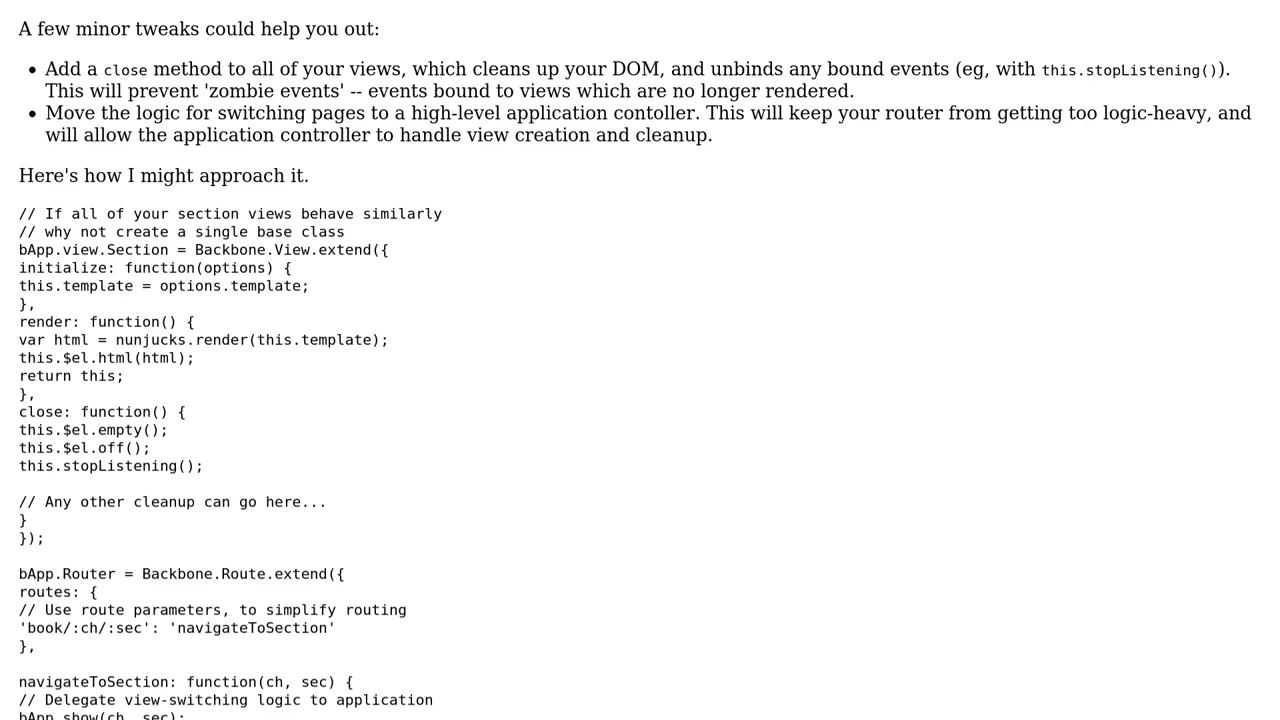 A few minor tweaks could help you out:
• Add a close method to all of your views, which cleans up your DOM, and unbinds any bound events (eg, with this.stopListening()).
This will prevent 'zombie events' -- events bound to views which are no longer rendered.
• Move the logic for switching pages to a high-level application contoller. This will keep your router from getting too logic-heavy, and
will allow the application controller to handle view creation and cleanup.
Here's how I might approach it.
// If all of your section views behave similarly
// why not create a single base class
bApp.view.Section = Backbone.View.extend({
initialize: function(options) {
this.template = options.template;
},
render: function() {
var html = nunjucks.render(this.template);
this.$el.html(html);
return this;
},
close: function() {
this.$el.empty();
this.$el.off();
this.stopListening();
// Any other cleanup can go here...
}
});
bApp.Router = Backbone.Route.extend({
routes: {
// Use route parameters, to simplify routing
'book/:ch/:sec': 'navigateToSection'
},
navigateToSection: function(ch, sec) {
// Delegate view-switching logic to application
bApp.show(ch, sec);